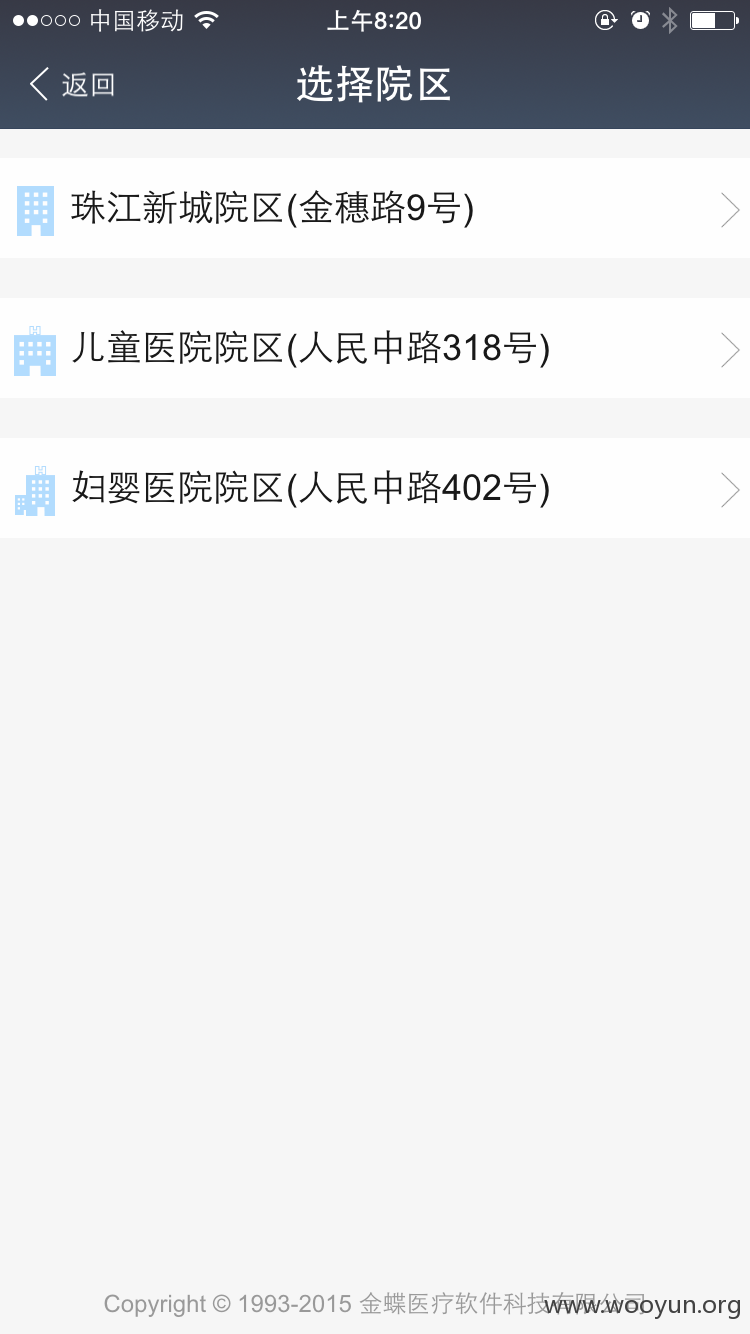 中国移动
上午8:20
返回
选择院区
珠江新城院区(金穗路9号)
儿童医院院区(人民中路318号)
妇婴医院院区(人民中路402号)
Copyright © 1993-2015 金蝶医疗软件科技有限公司
www.wooyun.org